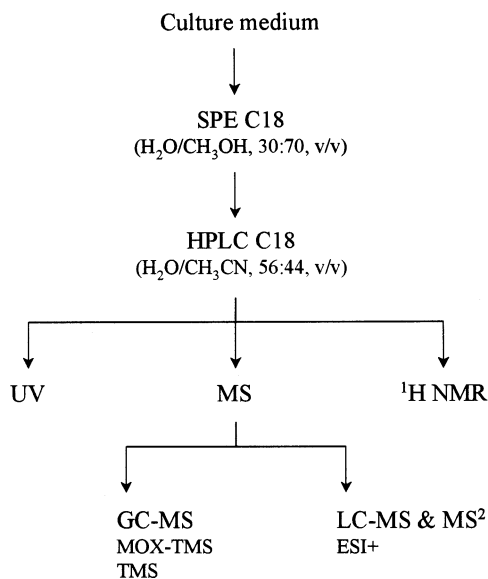 Culture medium
SPE C18
(H₂O/CH₃OH, 30:70, v/v)
HPLC C18
(H₂O/CH₃CN, 56:44, v/v)
UV
MS
¹H NMR
GC-MS
MOX-TMS
TMS
LC-MS & MS²
ESI+